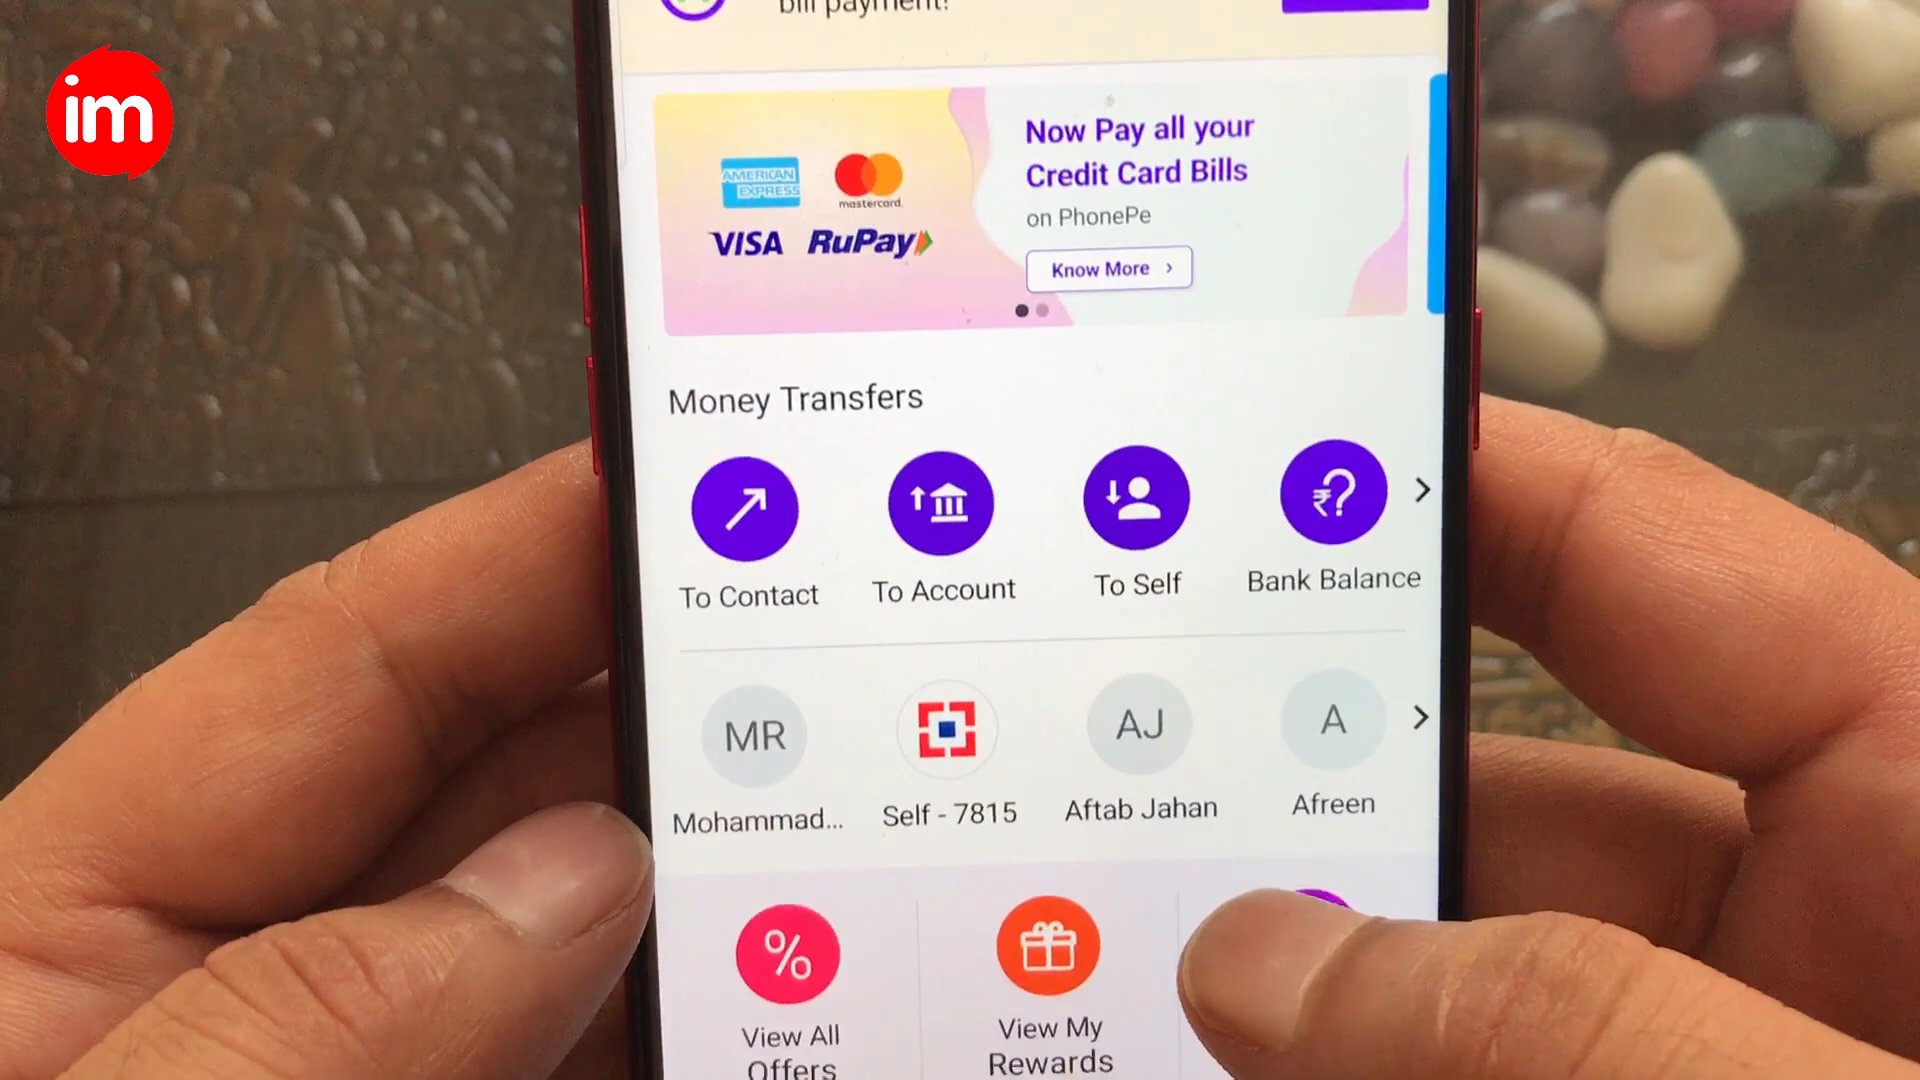 im
bill payment!
AMERICAN
EXPRESS
mastercard.
VISA
RuPay
Now Pay all your
Credit Card Bills
on PhonePe
Know More
Money Transfers
To Contact
To Account
To Self
Bank Balance
MR
AJ
A
Mohammad...
Self - 7815
Aftab Jahan
Afreen
%
View All
Offers
View My
Rewards